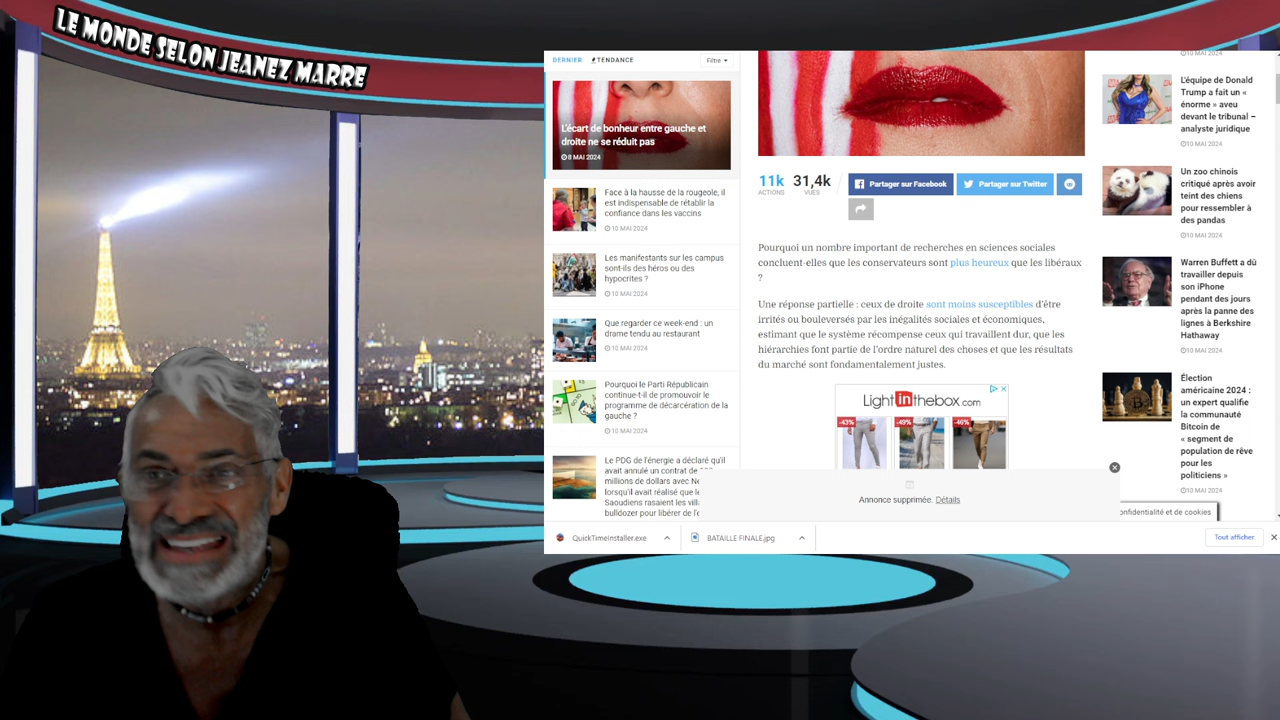 LE MONDE SELON JEANEZ MARRE
DERNIER
TENDANCE
Filtre
L'écart de bonheur entre gauche et
droite ne se réduit pas
8 MAI 2024
Face à la hausse de la rougeole, il
est indispensable de rétablir la
confiance dans les vaccins
10 MAI 2024
Les manifestants sur les campus
sont-ils des héros ou des
hypocrites ?
10 MAI 2024
Que regarder ce week-end : un
drame tendu au restaurant
10 MAI 2024
Pourquoi le Parti Républicain
continue-t-il de promouvoir le
programme de décarcération de la
gauche ?
10 MAI 2024
Le PDG de l'énergie a déclaré qu'il
avait annulé un contrat de
millions de dollars avec
lorsqu'il avait réalisé que
Saoudiens rasaient les
bulldozer pour libérer de
11k
ACTIONS
31,4k
VUES
Partager sur Facebook
Partager sur Twitter
Pourquoi un nombre important de recherches en sciences sociales
concluent-elles que les conservateurs sont plus heureux que les libéraux
?
Une réponse partielle : ceux de droite sont moins susceptibles d'être
irrités ou bouleversés par les inégalités sociales et économiques,
estimant que le système récompense ceux qui travaillent dur, que les
hiérarchies font partie de l'ordre naturel des choses et que les résultats
du marché sont fondamentalement justes.
Lightinthebox.com
-43%
-49%
-46%
Annonce supprimée. Détails
10 MAI 2024
L'équipe de Donald
Trump a fait un «
énorme » aveu
devant le tribunal –
analyste juridique
10 MAI 2024
Un zoo chinois
critiqué après avoir
teint des chiens
pour ressembler à
des pandas
10 MAI 2024
Warren Buffett a dû
travailler depuis
son iPhone
pendant des jours
après la panne des
lignes à Berkshire
Hathaway
10 MAI 2024
Élection
américaine 2024 :
un expert qualifie
la communauté
Bitcoin de
« segment de
population de rêve
pour les
politiciens »
10 MAI 2024
onfidentialité et de cookies
QuickTimeInstaller.exe
BATAILLE FINALE.jpg
Tout afficher